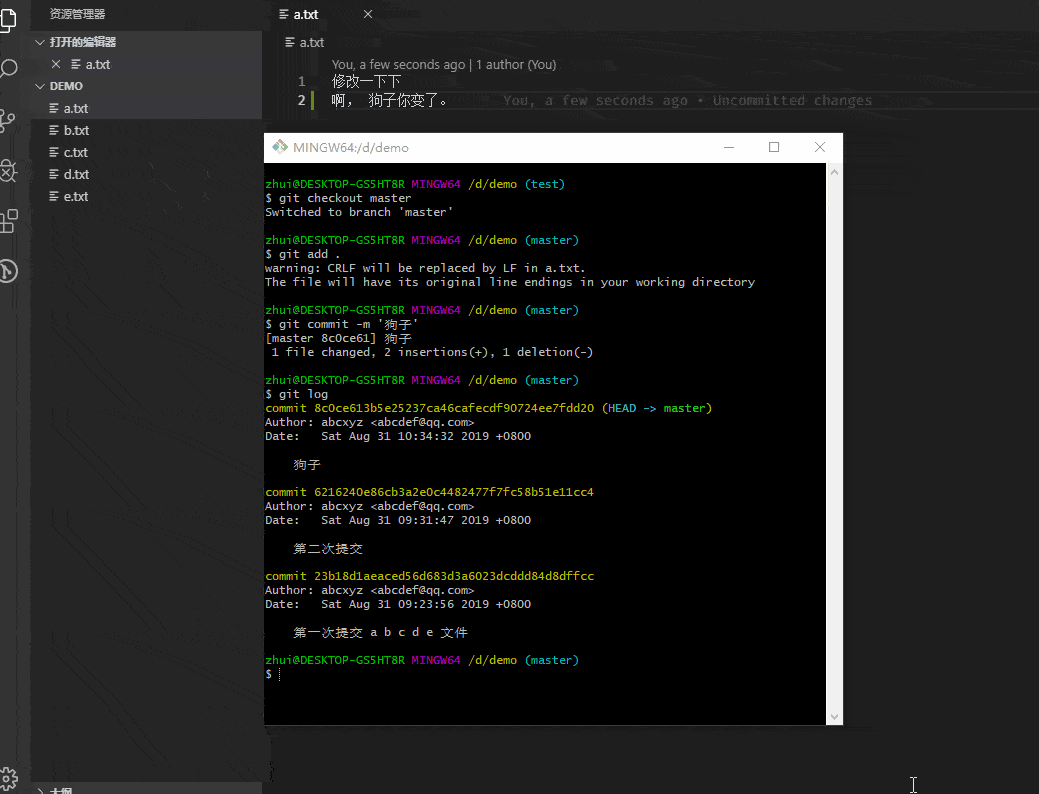 资源管理器
打开的编辑器
a.txt
DEMO
a.txt
b.txt
c.txt
d.txt
e.txt
a.txt
a.txt
You, a few seconds ago | 1 author (You)
1 修改一下下
2 啊， 狗子你变了。 You, a few seconds ago • Uncommitted changes
MINGW64:/d/demo
zhui@DESKTOP-GS5HT8R MINGW64 /d/demo (test)
$ git checkout master
Switched to branch 'master'
zhui@DESKTOP-GS5HT8R MINGW64 /d/demo (master)
$ git add .
warning: CRLF will be replaced by LF in a.txt.
The file will have its original line endings in your working directory
zhui@DESKTOP-GS5HT8R MINGW64 /d/demo (master)
$ git commit -m '狗子'
[master 8c0ce61] 狗子
1 file changed, 2 insertions(+), 1 deletion(-)
zhui@DESKTOP-GS5HT8R MINGW64 /d/demo (master)
$ git log
commit 8c0ce613b5e25237ca46cafecdf90724ee7fdd20 (HEAD -> master)
Author: abcxyz <abcdef@qq.com>
Date: Sat Aug 31 10:34:32 2019 +0800
狗子
commit 6216240e86cb3a2e0c4482477f7fc58b51e11cc4
Author: abcxyz <abcdef@qq.com>
Date: Sat Aug 31 09:31:47 2019 +0800
第二次提交
commit 23b18d1aeaced56d683d3a6023dcddd84d8dffcc
Author: abcxyz <abcdef@qq.com>
Date: Sat Aug 31 09:23:56 2019 +0800
第一次提交 a b c d e 文件
zhui@DESKTOP-GS5HT8R MINGW64 /d/demo (master)
$
大纲